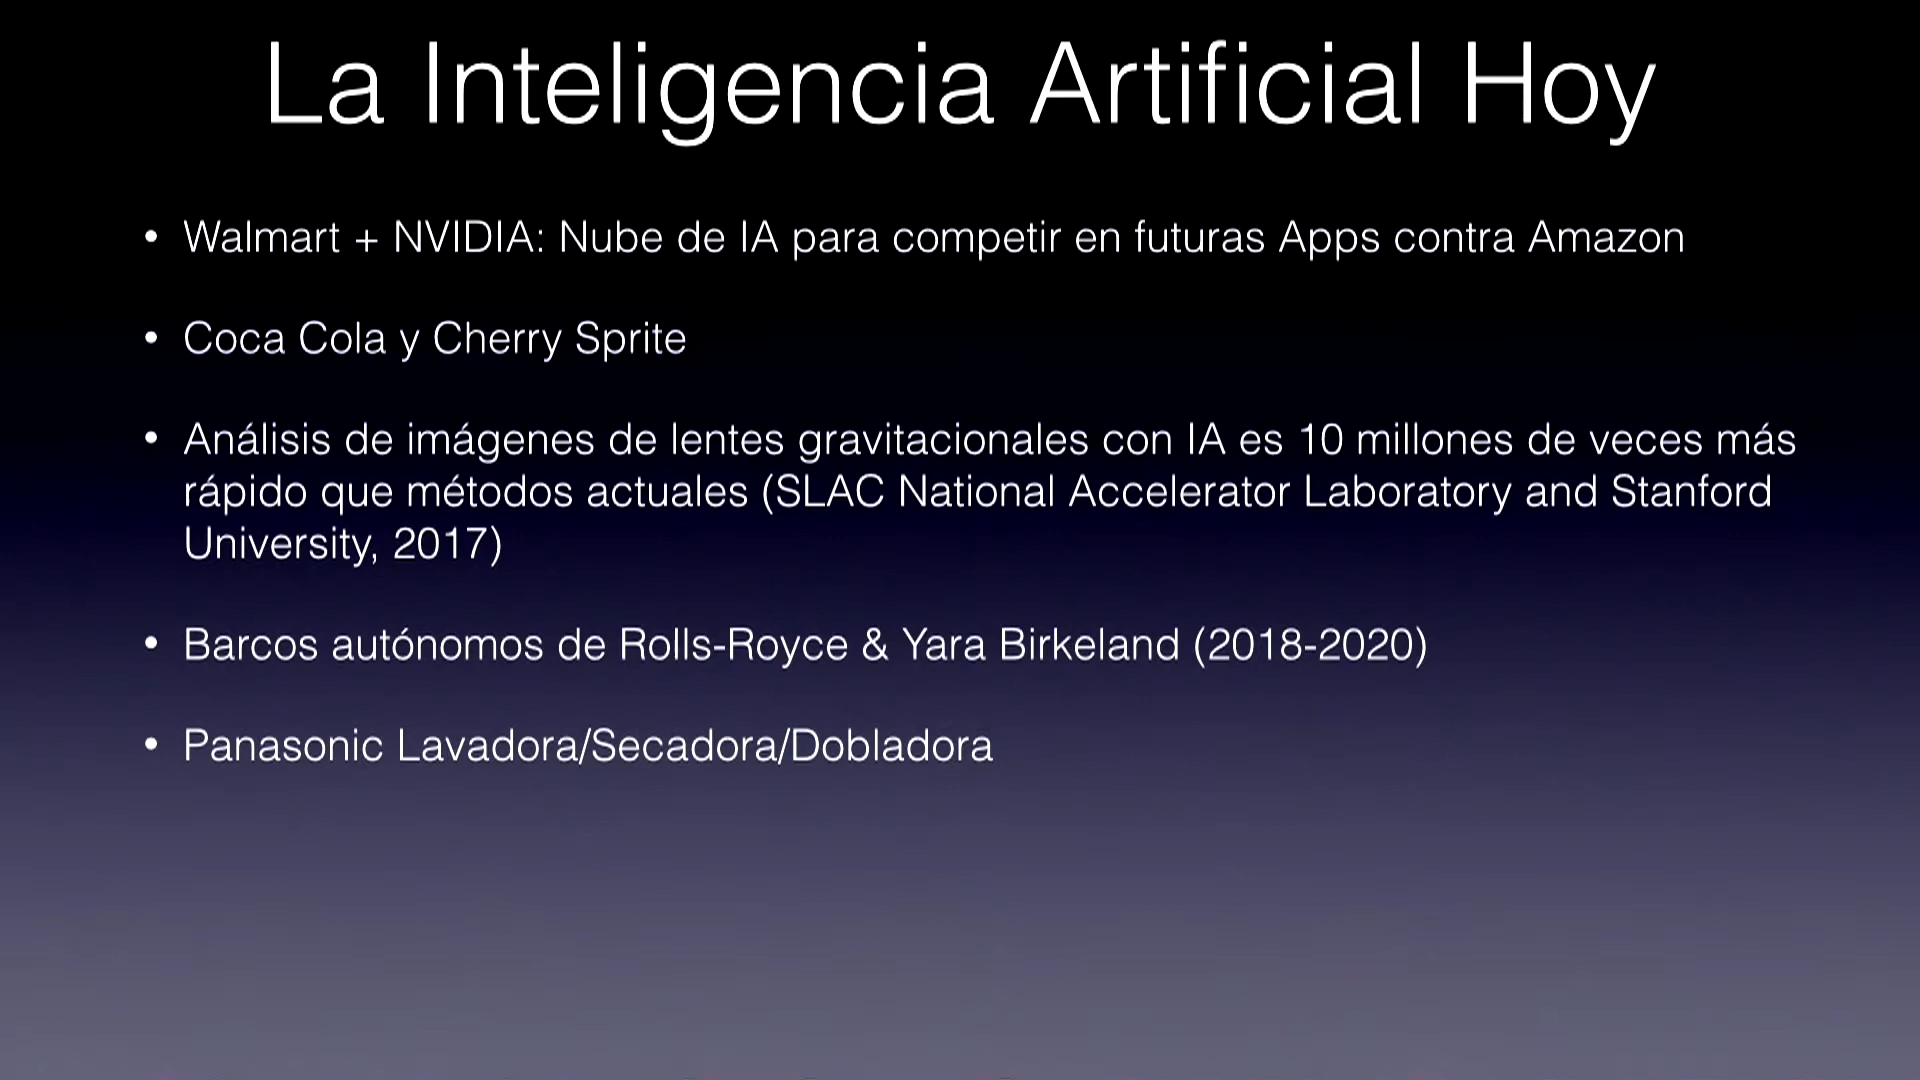 La Inteligencia Artificial Hoy
• Walmart + NVIDIA: Nube de IA para competir en futuras Apps contra Amazon
• Coca Cola y Cherry Sprite
• Análisis de imágenes de lentes gravitacionales con IA es 10 millones de veces más
rápido que métodos actuales (SLAC National Accelerator Laboratory and Stanford
University, 2017)
• Barcos autónomos de Rolls-Royce & Yara Birkeland (2018-2020)
• Panasonic Lavadora/Secadora/Dobladora